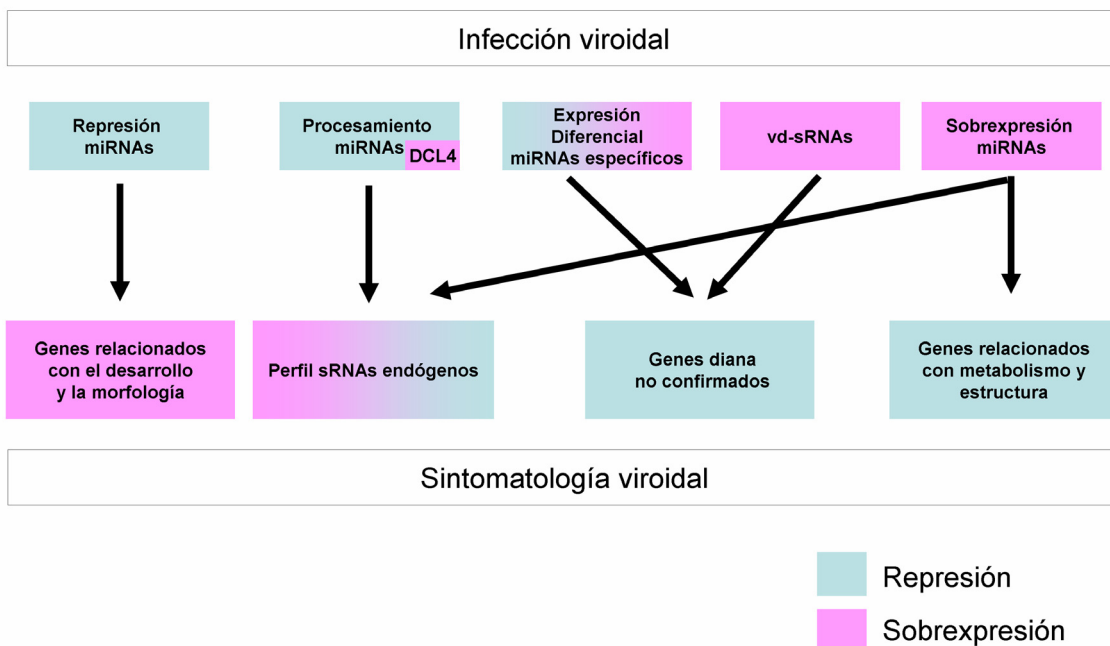 Infección viroidal
Represión
miRNAs
Procesamiento
miRNAs
DCL4
Expresión
Diferencial
miRNAs específicos
vd-sRNAs
Sobrexpresión
miRNAs
Genes relacionados
con el desarrollo
y la morfología
Perfil sRNAs endógenos
Genes diana
no confirmados
Genes relacionados
con metabolismo y
estructura
Sintomatología viroidal
Represión
Sobrexpresión